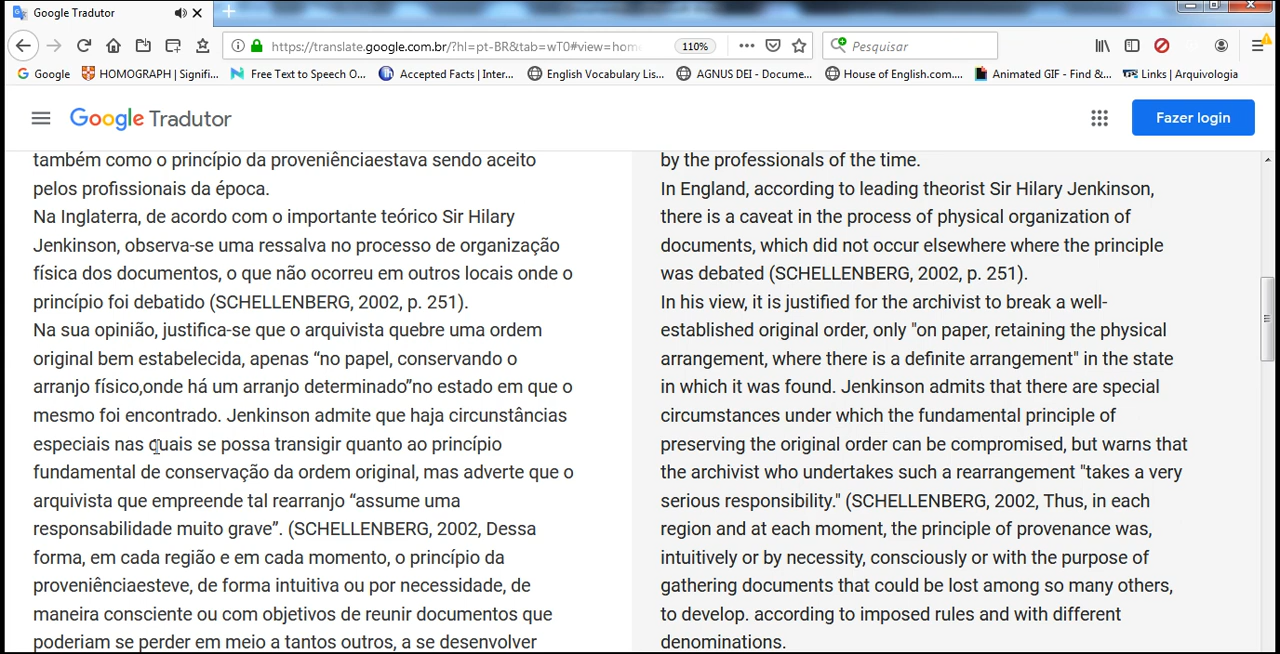 Google Tradutor
https://translate.google.com.br/?hl=pt-BR&tab=wT0#view=hom
110%
Pesquisar
Google
HOMOGRAPH | Signifi...
Free Text to Speech O...
Accepted Facts | Inter...
English Vocabulary Lis...
AGNUS DEI - Docume...
House of English.com....
Animated GIF - Find &...
Links | Arquivologia
Google Tradutor
Fazer login
também como o princípio da proveniênciaestava sendo aceito
pelos profissionais da época.
Na Inglaterra, de acordo com o importante teórico Sir Hilary
Jenkinson, observa-se uma ressalva no processo de organização
física dos documentos, o que não ocorreu em outros locais onde o
princípio foi debatido (SCHELLENBERG, 2002, p. 251).
Na sua opinião, justifica-se que o arquivista quebre uma ordem
original bem estabelecida, apenas “no papel, conservando o
arranjo físico,onde há um arranjo determinado”no estado em que o
mesmo foi encontrado. Jenkinson admite que haja circunstâncias
especiais nas quais se possa transigir quanto ao princípio
fundamental de conservação da ordem original, mas adverte que o
arquivista que empreende tal rearranjo “assume uma
responsabilidade muito grave”. (SCHELLENBERG, 2002, Dessa
forma, em cada região e em cada momento, o princípio da
proveniênciaesteve, de forma intuitiva ou por necessidade, de
maneira consciente ou com objetivos de reunir documentos que
poderiam se perder em meio a tantos outros, a se desenvolver
by the professionals of the time.
In England, according to leading theorist Sir Hilary Jenkinson,
there is a caveat in the process of physical organization of
documents, which did not occur elsewhere where the principle
was debated (SCHELLENBERG, 2002, p. 251).
In his view, it is justified for the archivist to break a well-
established original order, only "on paper, retaining the physical
arrangement, where there is a definite arrangement" in the state
in which it was found. Jenkinson admits that there are special
circumstances under which the fundamental principle of
preserving the original order can be compromised, but warns that
the archivist who undertakes such a rearrangement "takes a very
serious responsibility." (SCHELLENBERG, 2002, Thus, in each
region and at each moment, the principle of provenance was,
intuitively or by necessity, consciously or with the purpose of
gathering documents that could be lost among so many others,
to develop. according to imposed rules and with different
denominations.